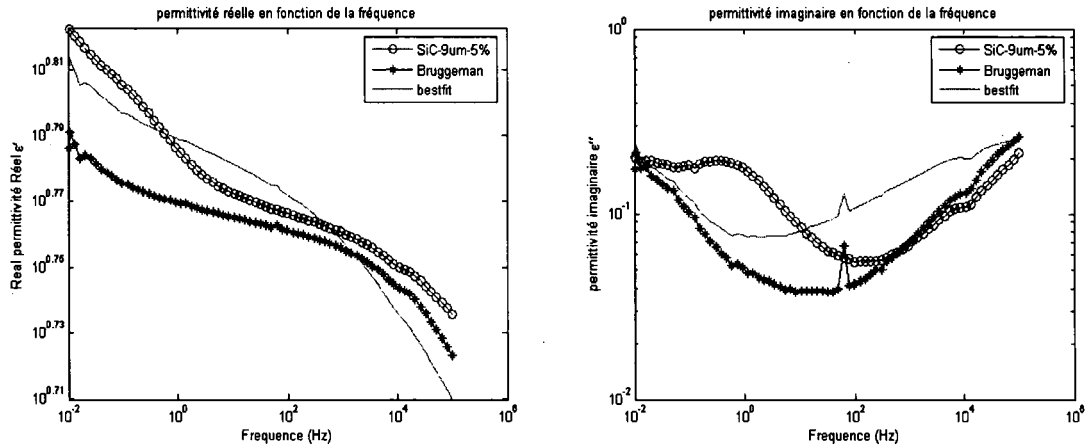 permittivité réelle en fonction de la fréquence
SiC-9um-5%
Bruggeman
bestfit
Real permittivity Réel ε'
10^0.81
10^0.79
10^0.77
10^0.76
10^0.73
10^0.71
10^-2
10^0
10^2
10^4
10^6
Frequence (Hz)
permittivité imaginaire en fonction de la fréquence
SiC-9um-5%
Bruggeman
bestfit
permittivité imaginaire ε''
10^0
10^-1
10^-2
10^-2
10^0
10^2
10^4
10^6
Frequence (Hz)